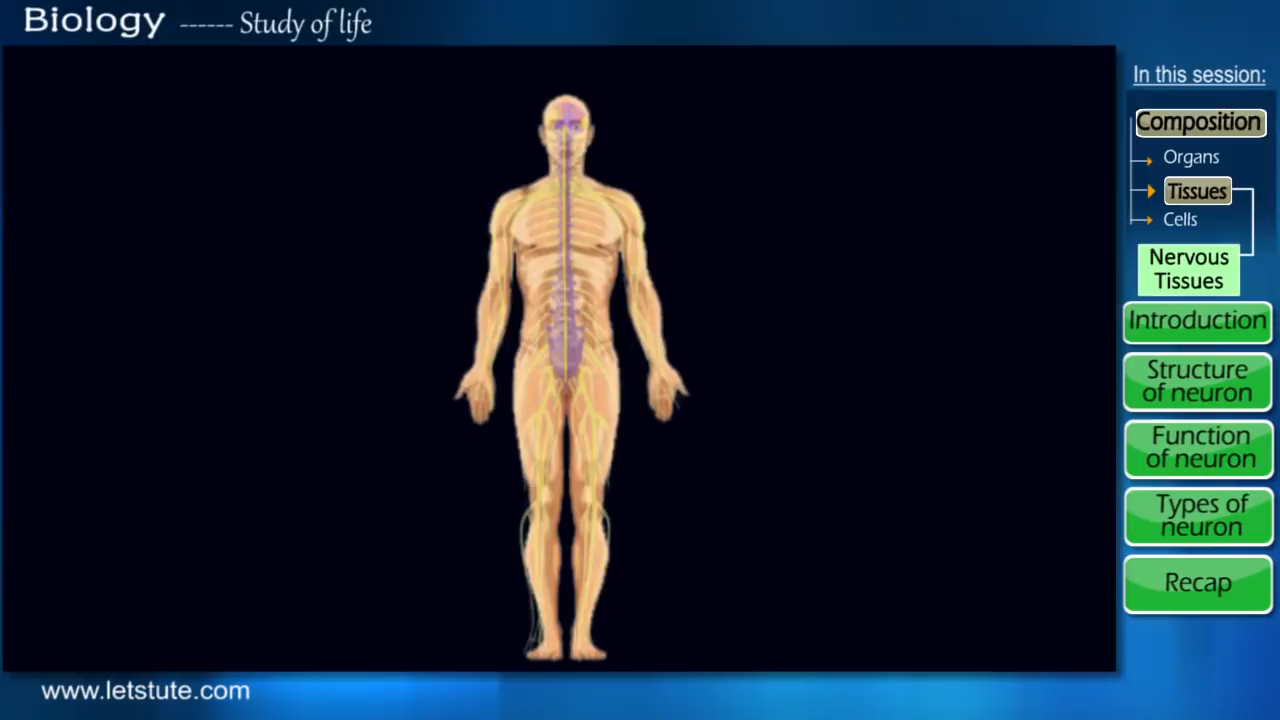 Biology ------ Study of life
In this session:
Composition
Organs
Tissues
Cells
Nervous
Tissues
Introduction
Structure
of neuron
Function
of neuron
Types of
neuron
Recap
www.letstute.com